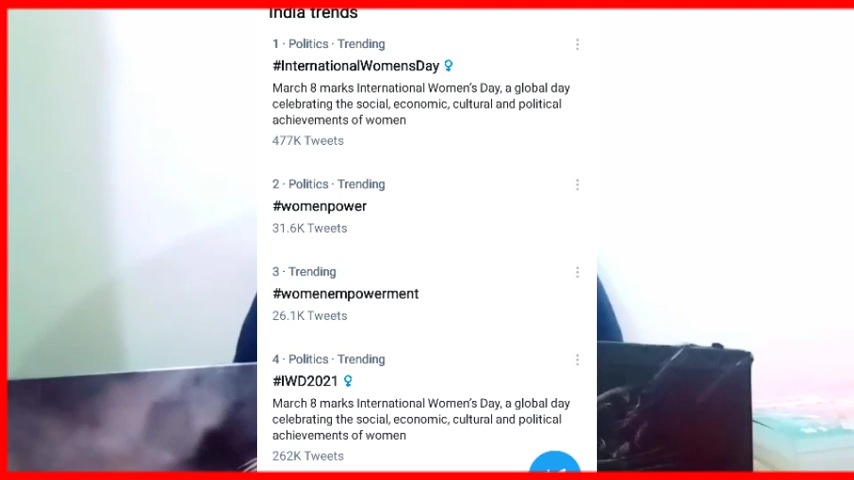 India trends
1 · Politics · Trending
#InternationalWomensDay
March 8 marks International Women's Day, a global day
celebrating the social, economic, cultural and political
achievements of women
477K Tweets
2 · Politics · Trending
#womenpower
31.6K Tweets
3 · Trending
#womenempowerment
26.1K Tweets
4 · Politics · Trending
#IWD2021
March 8 marks International Women's Day, a global day
celebrating the social, economic, cultural and political
achievements of women
262K Tweets